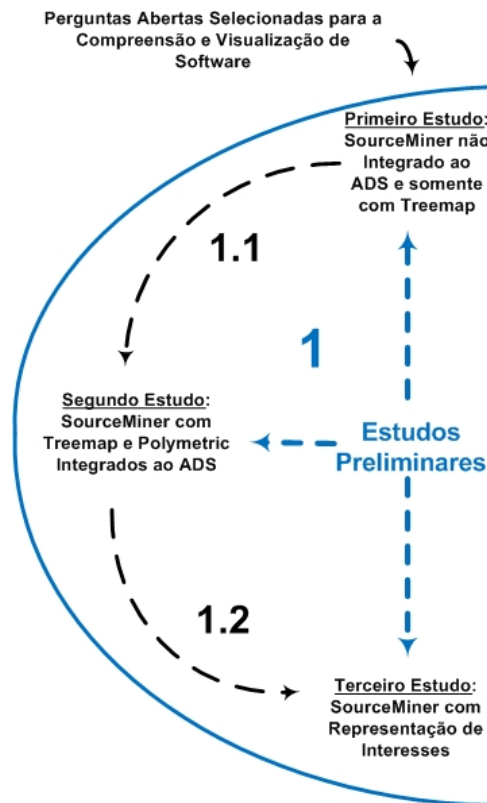 Perguntas Abertas Selecionadas para a
Compreensão e Visualização de
Software
Primeiro Estudo:
SourceMiner não
Integrado ao
ADS e somente
com Treemap
1.1
1
Segundo Estudo:
SourceMiner com
Treemap e Polymetric
Integrados ao ADS
Estudos
Preliminares
1.2
Terceiro Estudo:
SourceMiner com
Representação de
Interesses